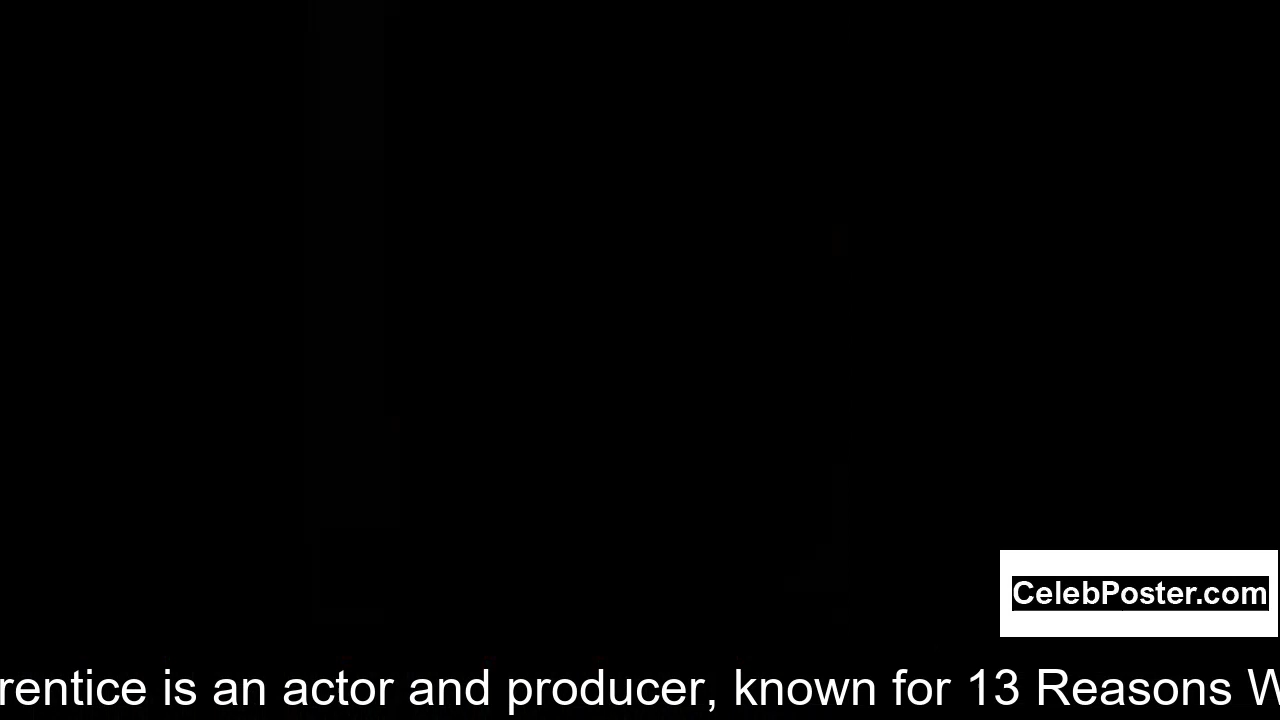 CelebPoster.com
rentice is an actor and producer, known for 13 Reasons W